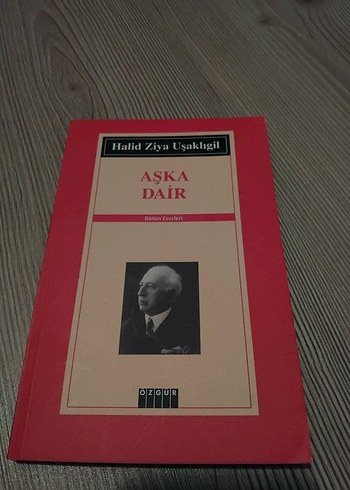 Halid Ziya Uşaklıgil
AŞKA
DAİR
Bütün Eserleri
ÖZGÜR